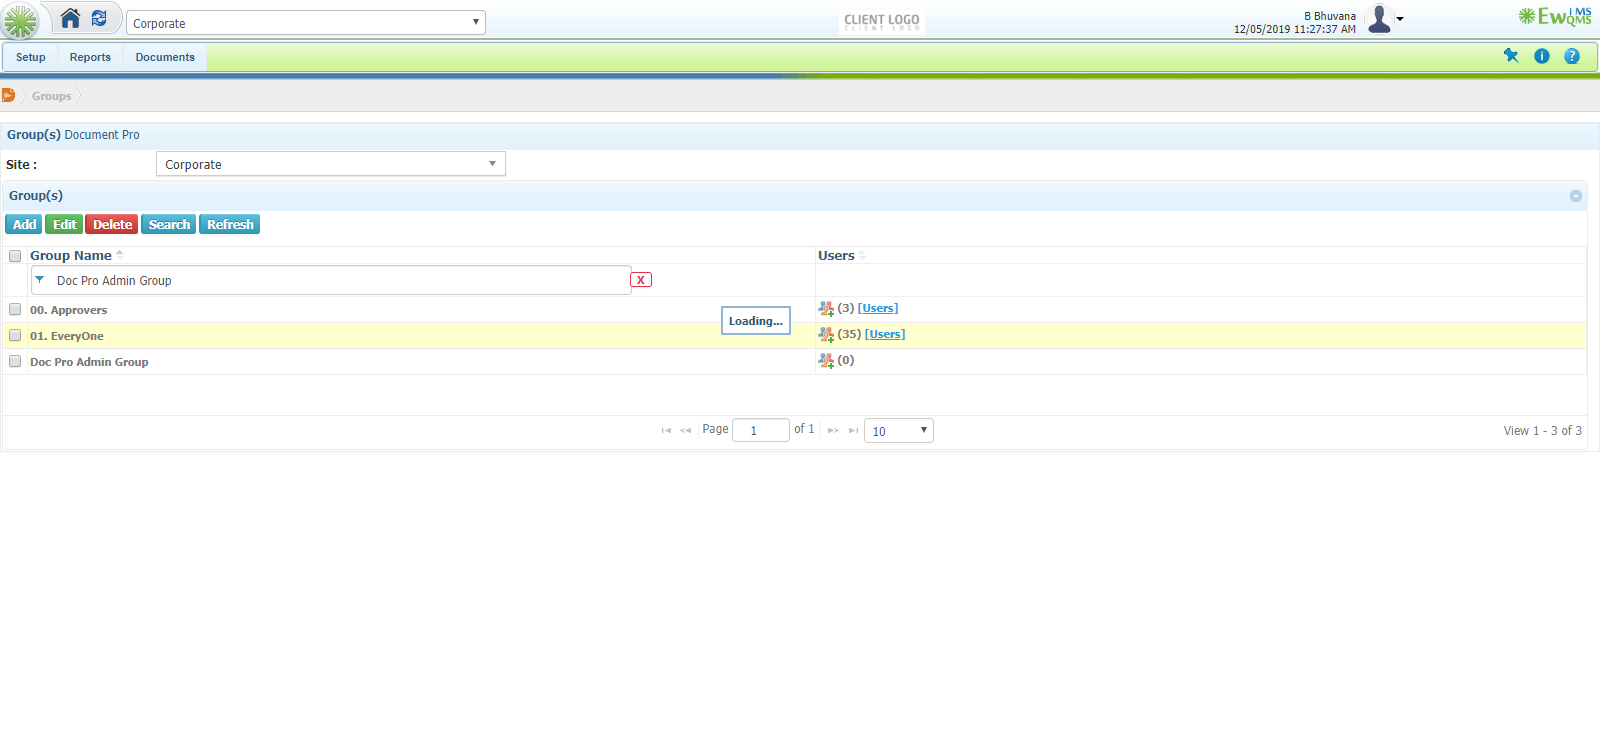 Corporate
CLIENT LOGO
CLIENT LOGO
B Bhuvana
12/05/2019 11:27:37 AM
EwQMS
IMS
Setup Reports Documents
Groups
Group(s) Document Pro
Site : Corporate
Group(s)
Add Edit Delete Search Refresh
Group Name Users
Doc Pro Admin Group X
00. Approvers (3) [Users]
Loading...
01. EveryOne (35) [Users]
Doc Pro Admin Group (0)
Page 1 of 1 10 View 1 - 3 of 3